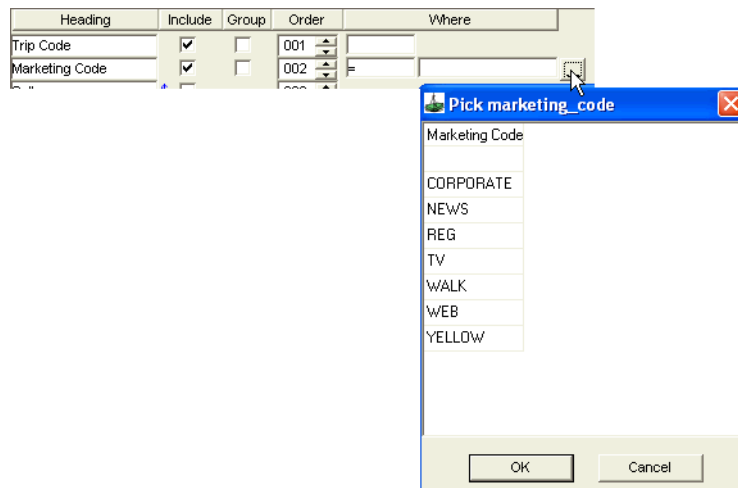 Heading Include Group Order Where
Trip Code 001
Marketing Code 002 =
Pick marketing_code
Marketing Code
CORPORATE
NEWS
REG
TV
WALK
WEB
YELLOW
OK Cancel